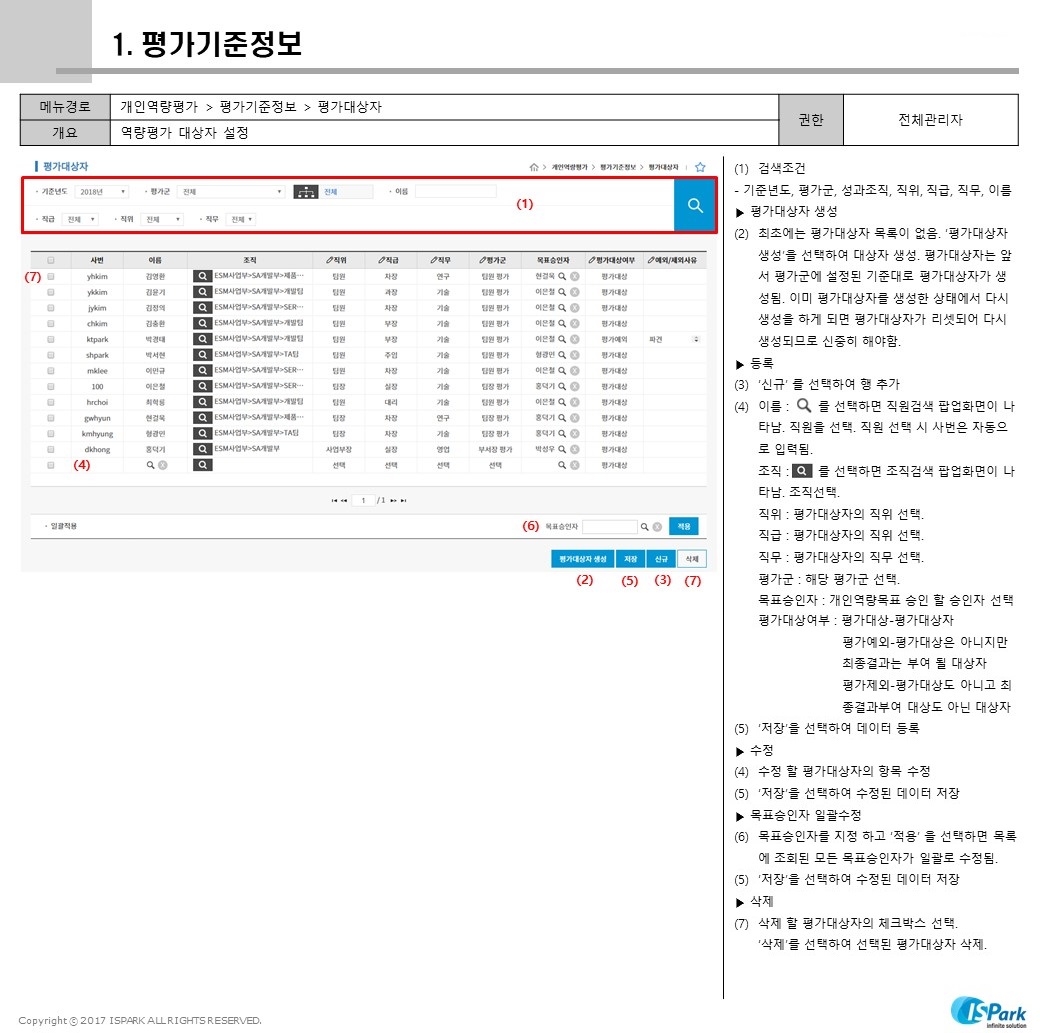 1. 평가기준정보
메뉴경로 개인역량평가 > 평가기준정보 > 평가대상자 권한 전체관리자
개요 역량평가 대상자 설정
평가대상자
개인역량평가 > 평가기준정보 > 평가대상자
기준년도 2018년 평가군 전체 전체 이름 (1)
직급 전체 직위 전체 직무 전체
사번 이름 조직 직위 직급 직무 평가군 목표승인자 평가대상여부 예외/제외사유
(7) yhkim 김영환 ESM사업부>SA개발부>제품··· 팀원 차장 연구 팀원 평가 현걸욱 평가대상
ykkim 김윤기 ESM사업부>SA개발부>개발팀 팀원 과장 기술 팀원 평가 이은철 평가대상
jykim 김정익 ESM사업부>SA개발부>SER··· 팀원 차장 기술 팀원 평가 이은철 평가대상
chkim 김충환 ESM사업부>SA개발부>개발팀 팀원 부장 기술 팀원 평가 이은철 평가대상
ktpark 박경태 ESM사업부>SA개발부>개발팀 팀원 부장 기술 팀원 평가 이은철 평가예외 파견
shpark 박서현 ESM사업부>SA개발부>TA팀 팀원 주임 기술 팀원 평가 형광민 평가대상
mklee 이민규 ESM사업부>SA개발부>SER··· 팀원 차장 기술 팀원 평가 이은철 평가대상
100 이은철 ESM사업부>SA개발부>SER··· 팀장 실장 기술 팀장 평가 홍덕기 평가대상
hrchoi 최학룡 ESM사업부>SA개발부>개발팀 팀원 대리 기술 팀원 평가 이은철 평가대상
gwhyun 현걸욱 ESM사업부>SA개발부>제품··· 팀장 차장 연구 팀장 평가 홍덕기 평가대상
kmhyung 형광민 ESM사업부>SA개발부>TA팀 팀장 차장 기술 팀장 평가 홍덕기 평가대상
dkhong 홍덕기 ESM사업부>SA개발부 사업부장 실장 영업 부서장 평가 박성우 평가대상
(4) 선택 선택 선택 선택 평가대상
1 / 1
일괄적용 (6) 목표승인자 적용
평가대상자 생성 저장 신규 삭제
(2) (5) (3) (7)
(1) 검색조건
- 기준년도, 평가군, 성과조직, 직위, 직급, 직무, 이름
▶ 평가대상자 생성
(2) 최초에는 평가대상자 목록이 없음. ‘평가대상자
생성’을 선택하여 대상자 생성. 평가대상자는 앞
서 평가군에 설정된 기준대로 평가대상자가 생
성됨. 이미 평가대상자를 생성한 상태에서 다시
생성을 하게 되면 평가대상자가 리셋되어 다시
생성되므로 신중히 해야함.
▶ 등록
(3) ‘신규’ 를 선택하여 행 추가
(4) 이름 : 를 선택하면 직원검색 팝업화면이 나
타남. 직원을 선택. 직원 선택 시 사번은 자동으
로 입력됨.
조직 : 를 선택하면 조직검색 팝업화면이 나
타남. 조직선택.
직위 : 평가대상자의 직위 선택.
직급 : 평가대상자의 직위 선택.
직무 : 평가대상자의 직무 선택.
평가군 : 해당 평가군 선택.
목표승인자 : 개인역량목표 승인 할 승인자 선택
평가대상여부 : 평가대상-평가대상자
평가예외-평가대상은 아니지만
최종결과는 부여 될 대상자
평가제외-평가대상도 아니고 최
종결과부여 대상도 아닌 대상자
(5) ‘저장’을 선택하여 데이터 등록
▶ 수정
(4) 수정 할 평가대상자의 항목 수정
(5) ‘저장’을 선택하여 수정된 데이터 저장
▶ 목표승인자 일괄수정
(6) 목표승인자를 지정 하고 ‘적용’ 을 선택하면 목록
에 조회된 모든 목표승인자가 일괄로 수정됨.
(5) ‘저장’을 선택하여 수정된 데이터 저장
▶ 삭제
(7) 삭제 할 평가대상자의 체크박스 선택.
‘삭제’를 선택하여 선택된 평가대상자 삭제.
Copyright ⓒ 2017 ISPARK ALL RIGHTS RESERVED.
ISPark
infinite solution